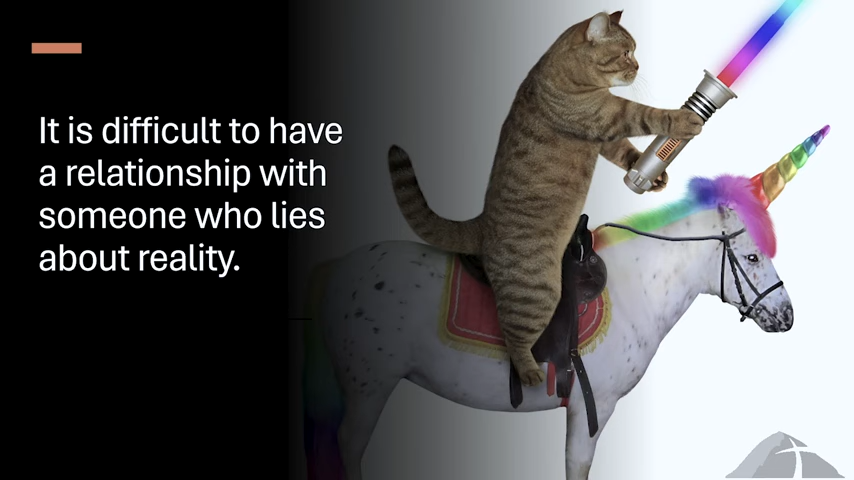 It is difficult to have
a relationship with
someone who lies
about reality.